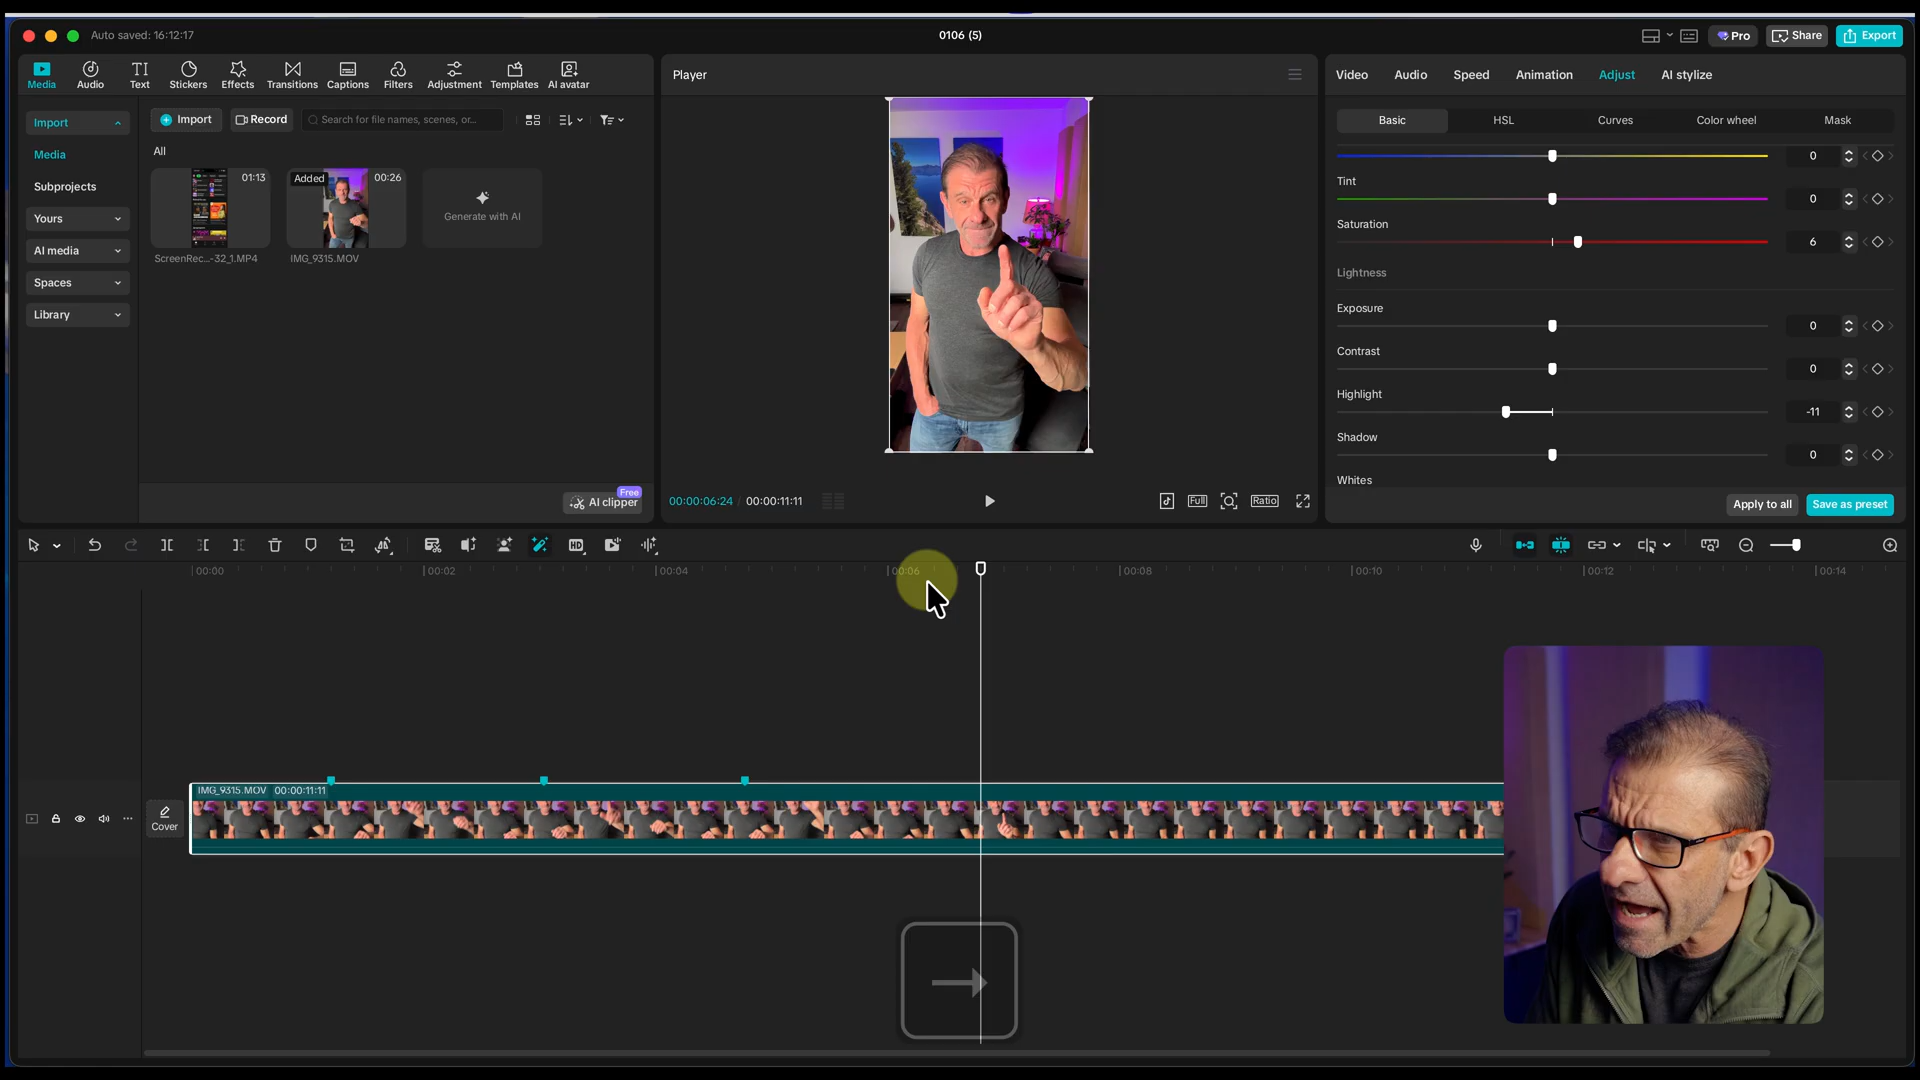 Auto saved: 16:12:17
0106 (5)
Pro
Share
Export
Media
Audio
Text
Stickers
Effects
Transitions
Captions
Filters
Adjustment
Templates
AI avatar
Player
Video
Audio
Speed
Animation
Adjust
AI stylize
Import
Media
Subprojects
Yours
AI media
Spaces
Library
Import
Record
Search for file names, scenes, or...
All
01:13
ScreenRec...-32_1.MP4
Added
00:26
IMG_9315.MOV
Generate with AI
Free
AI clipper
00:00:06:24 / 00:00:11:11
Full
Ratio
Basic
HSL
Curves
Color wheel
Mask
0
Tint
0
Saturation
6
Lightness
Exposure
0
Contrast
0
Highlight
-11
Shadow
0
Whites
Apply to all
Save as preset
HD
00:00
00:02
00:04
00:06
00:08
00:10
00:12
00:14
Cover
IMG_9315.MOV 00:00:11:11